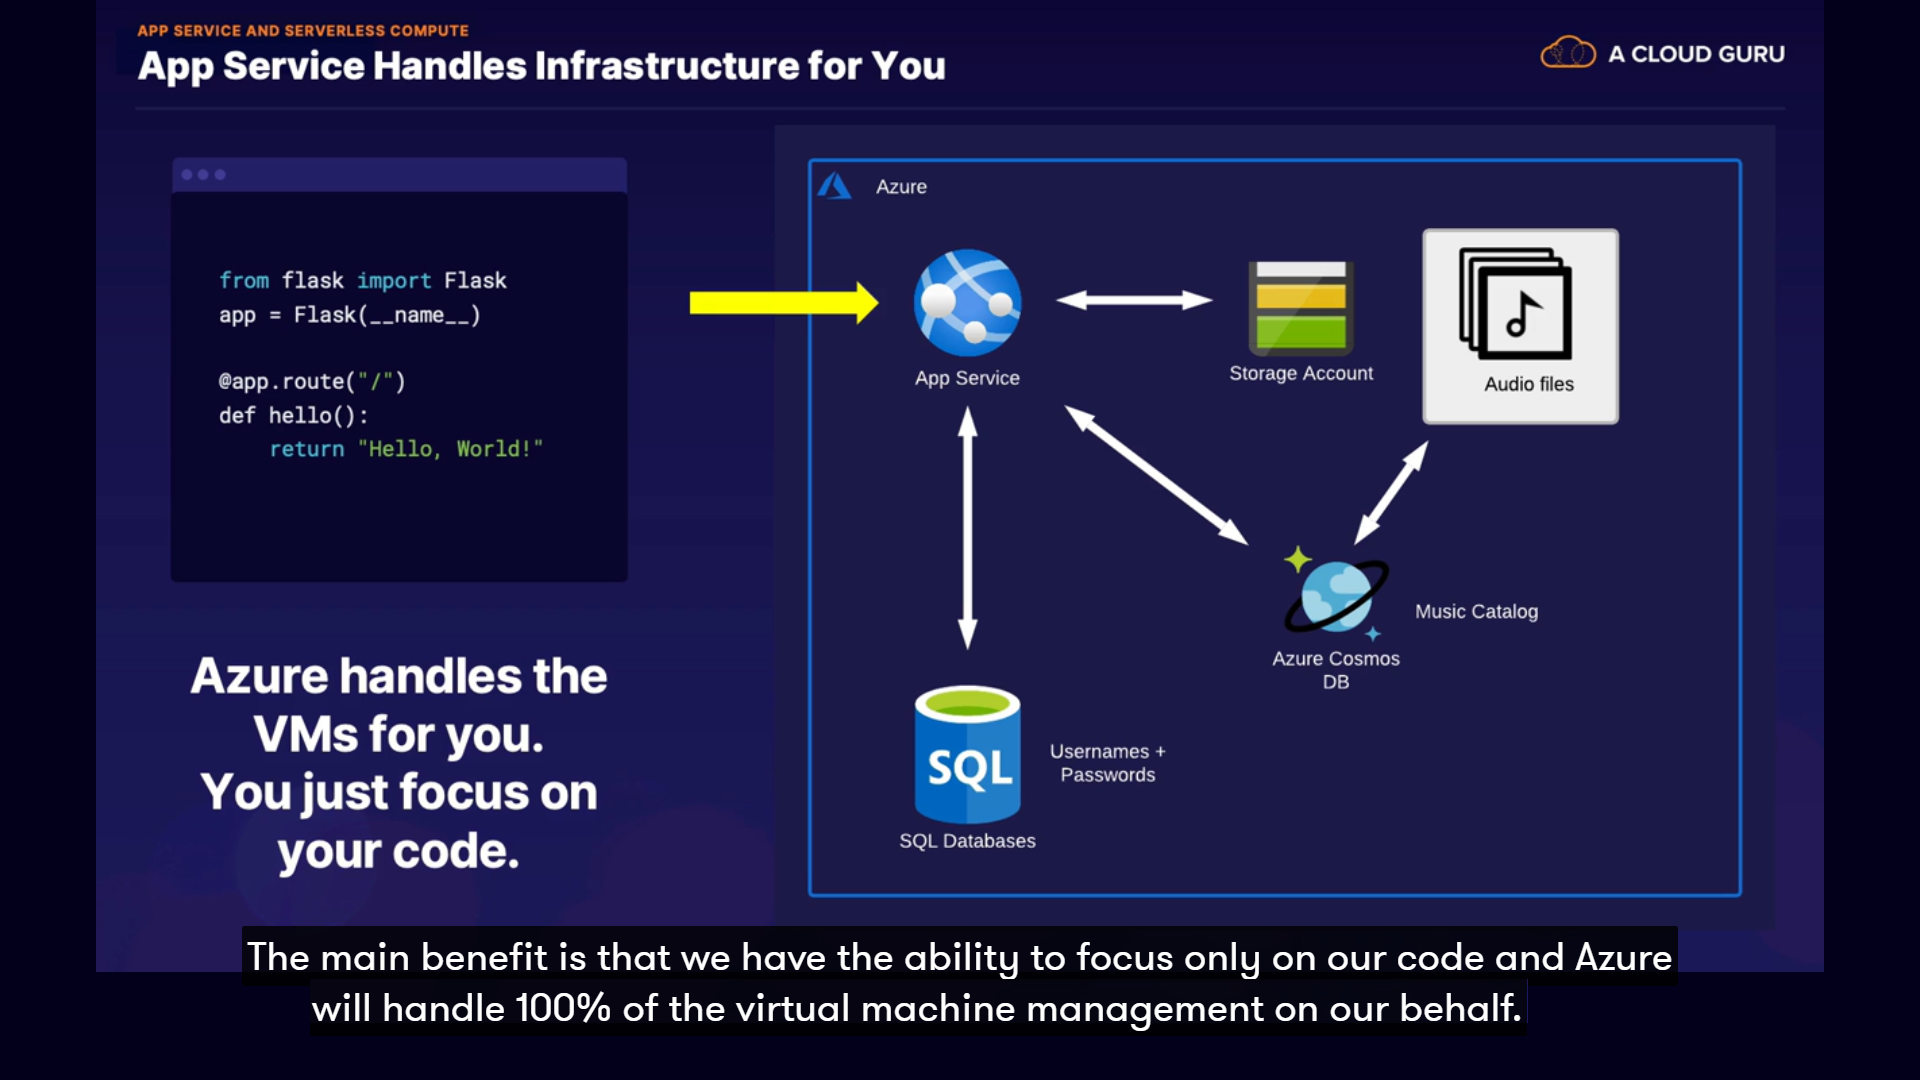 APP SERVICE AND SERVERLESS COMPUTE
App Service Handles Infrastructure for You
A CLOUD GURU
from flask import Flask
app = Flask(__name__)
@app.route("/")
def hello():
    return "Hello, World!"
Azure handles the
VMs for you.
You just focus on
your code.
Azure
App Service
Storage Account
Audio files
Music Catalog
Azure Cosmos
DB
SQL
Usernames +
Passwords
SQL Databases
The main benefit is that we have the ability to focus only on our code and Azure
will handle 100% of the virtual machine management on our behalf.